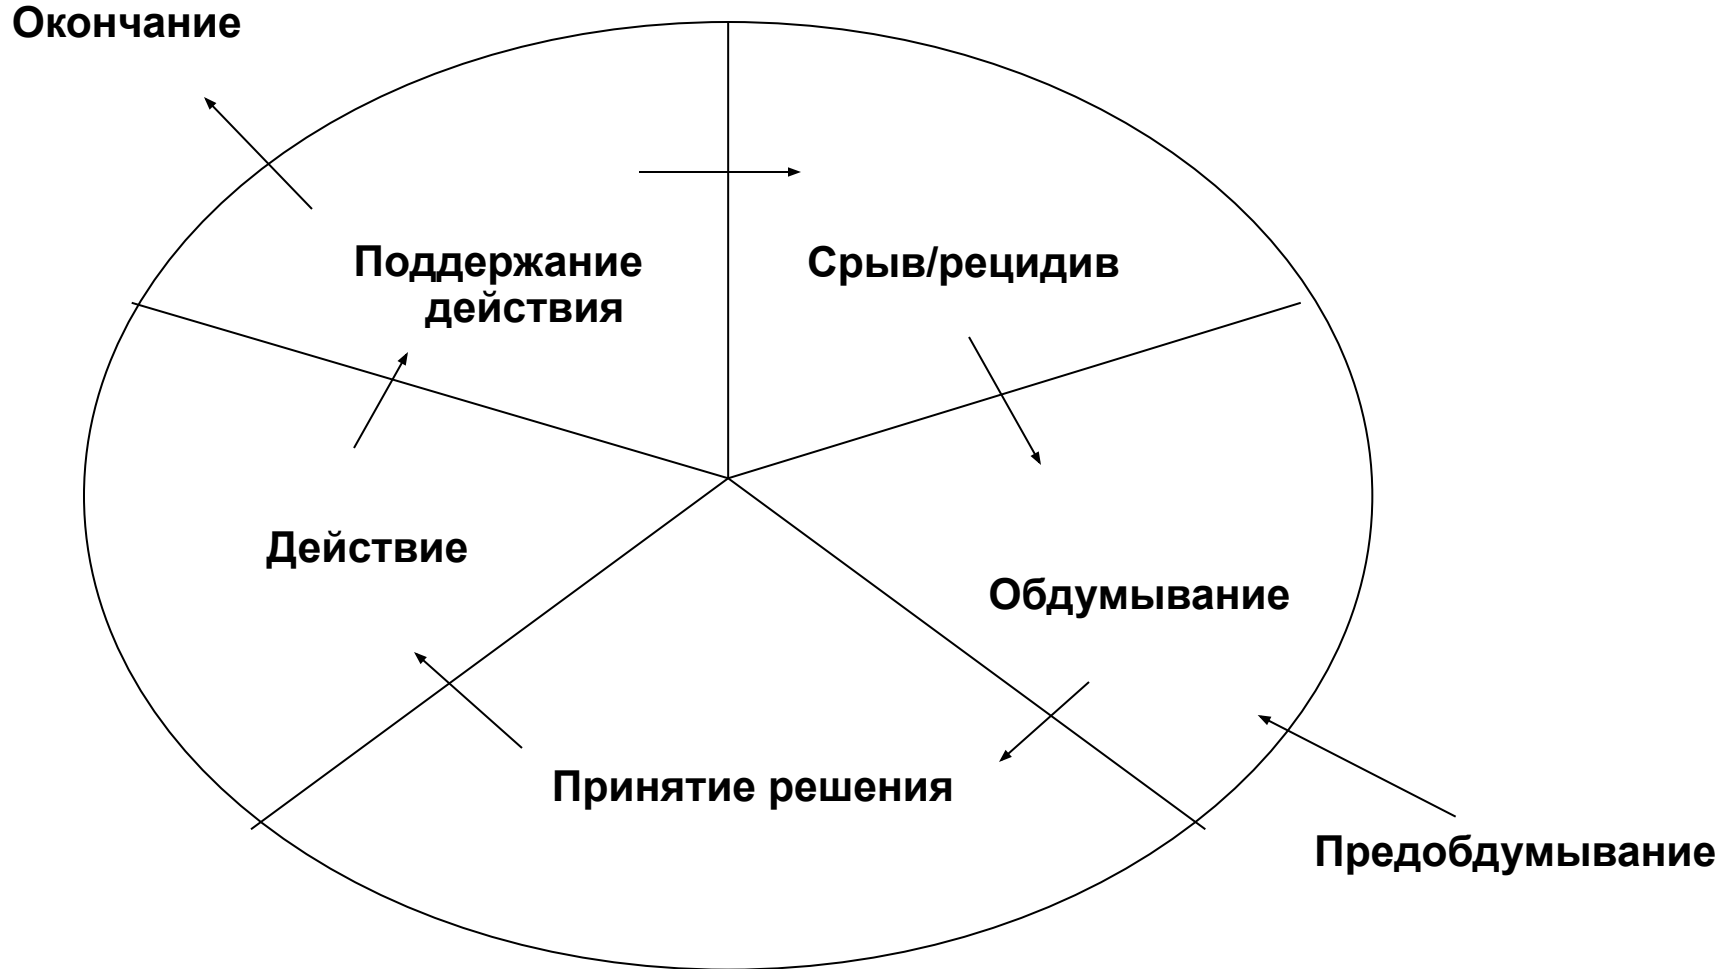 Окончание
Поддержание
действия
Срыв/рецидив
Действие
Обдумывание
Принятие решения
Предобдумывание